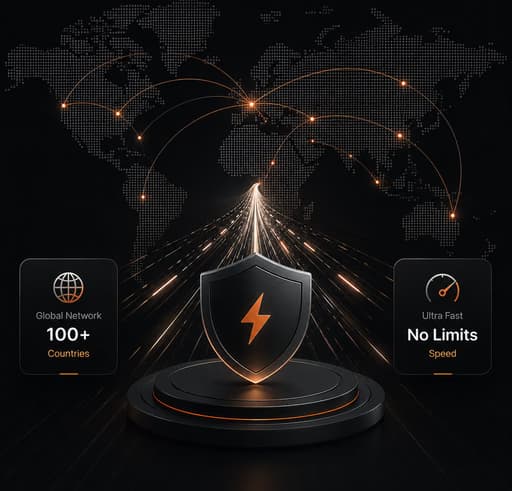 Global Network
100+
Countries
Ultra Fast
No Limits
Speed